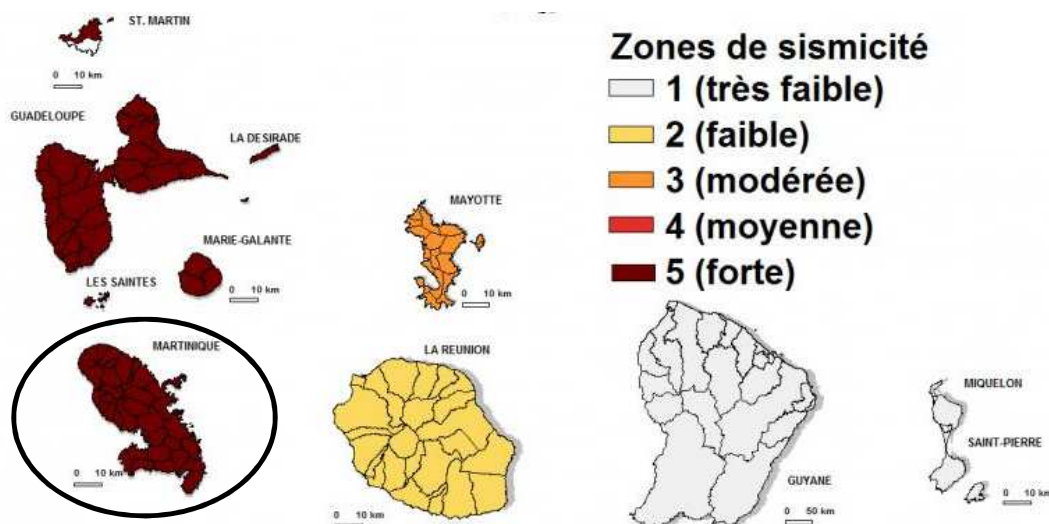 ST. MARTIN
0 10 km
GUADELOUPE
LA DESIRADE
MARIE-GALANTE
0 10 km
LES SAINTES
MARTINIQUE
0 10 km
MAYOTTE
0 10 km
LA REUNION
0 10 km
Zones de sismicité
1 (très faible)
2 (faible)
3 (modérée)
4 (moyenne)
5 (forte)
GUYANE
0 50 km
MIQUELON
SAINT-PIERRE
0 10 km